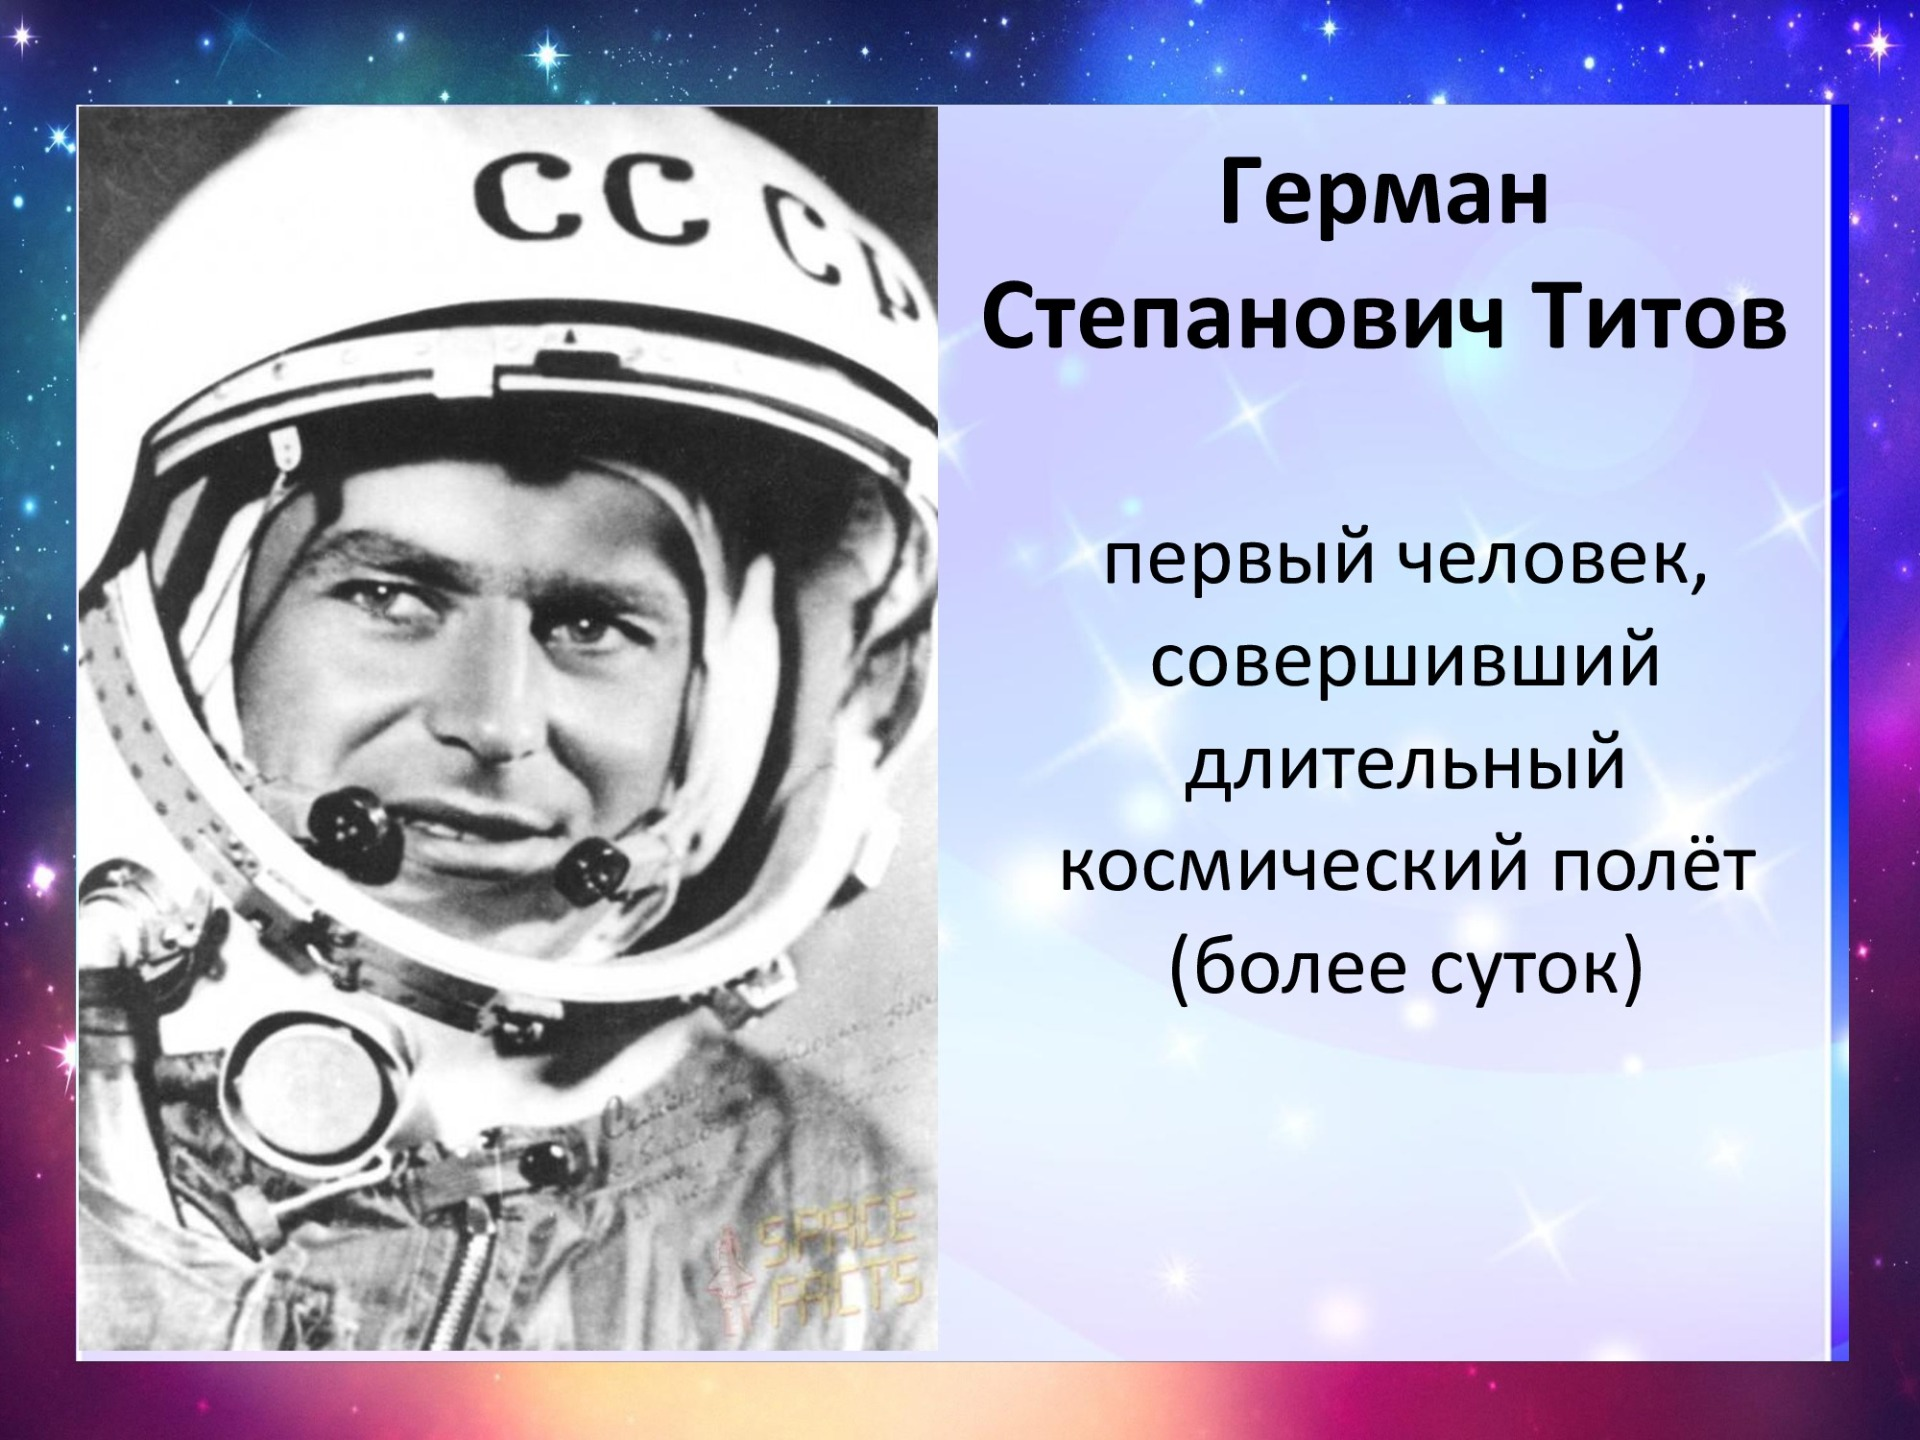 СССР
Герман
Степанович Титов
первый человек,
совершивший
длительный
космический полёт
(более суток)
SPACE
FACTS